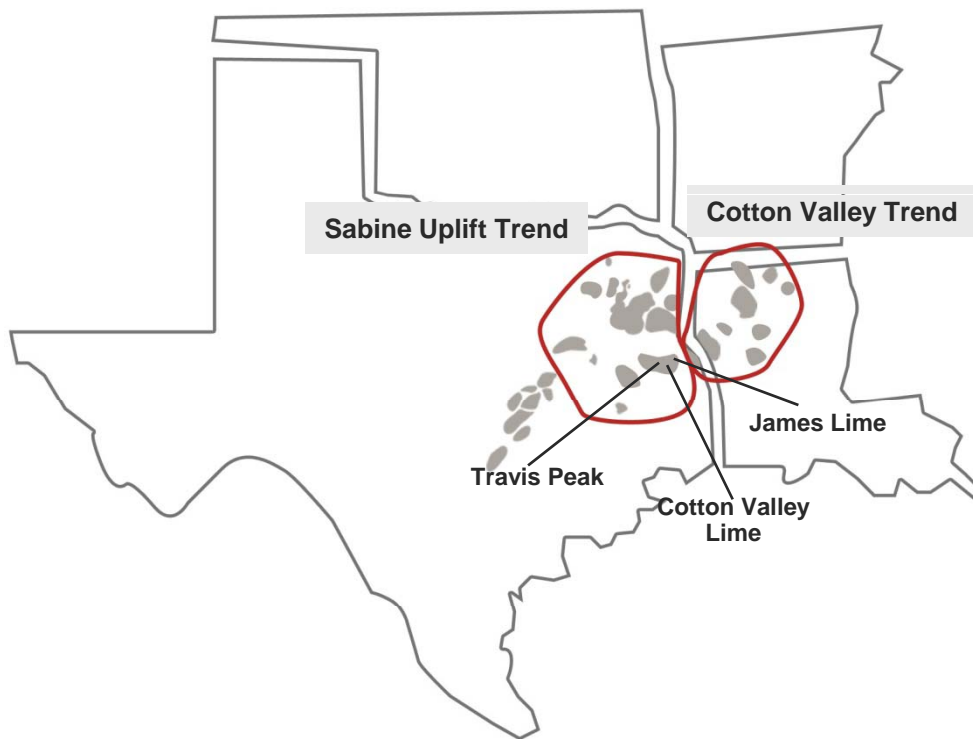 Cotton Valley Trend
Sabine Uplift Trend
James Lime
Travis Peak
Cotton Valley
Lime